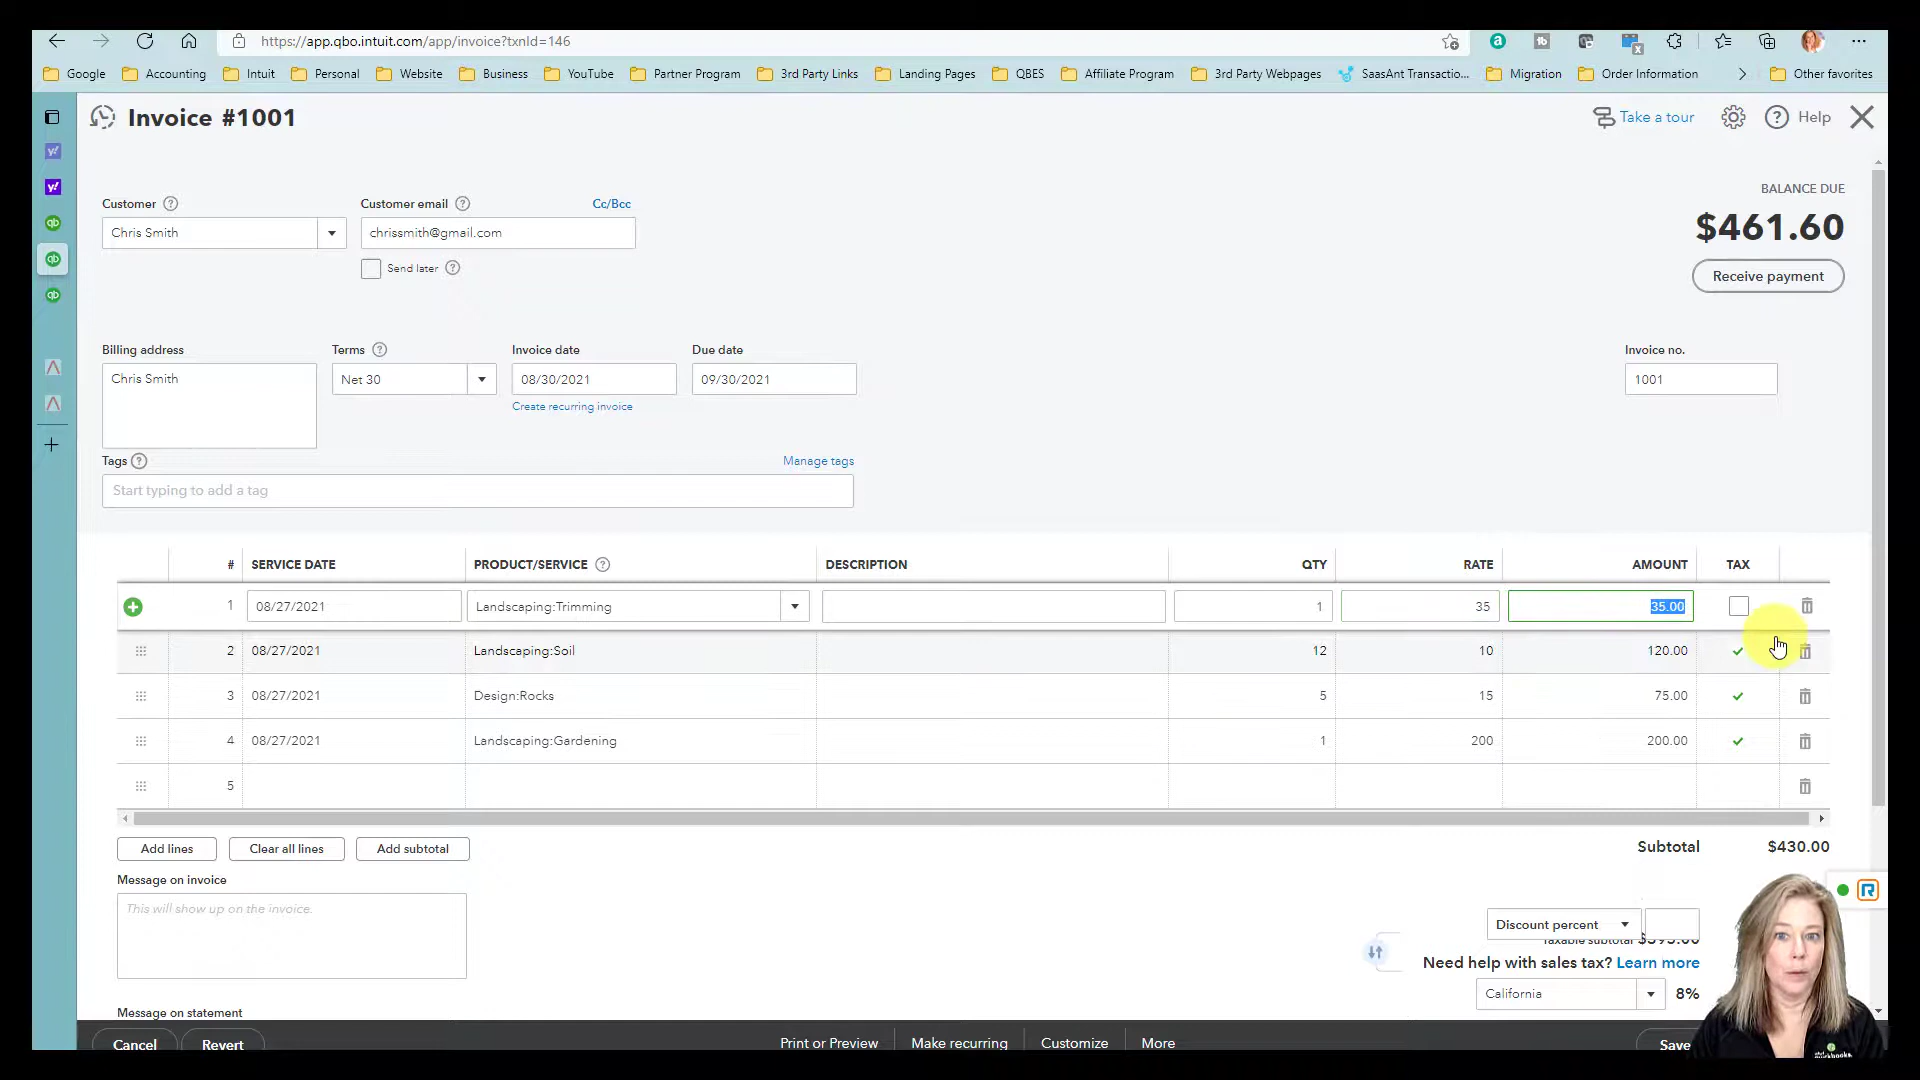 https://app.qbo.intuit.com/app/invoice?txnId=146
Google Accounting Intuit Personal Website Business YouTube Partner Program 3rd Party Links Landing Pages QBES Affiliate Program 3rd Party Webpages SaasAnt Transactio... Migration Order Information Other favorites
Invoice #1001
Take a tour Help
BALANCE DUE
$461.60
Receive payment
Customer Customer email Cc/Bcc
Chris Smith chrissmith@gmail.com
Send later
Billing address Terms Invoice date Due date Invoice no.
Chris Smith Net 30 08/30/2021 09/30/2021 1001
Create recurring invoice
Tags Manage tags
Start typing to add a tag
# SERVICE DATE PRODUCT/SERVICE DESCRIPTION QTY RATE AMOUNT TAX
1 08/27/2021 Landscaping:Trimming 1 35 35.00
2 08/27/2021 Landscaping:Soil 12 10 120.00
3 08/27/2021 Design:Rocks 5 15 75.00
4 08/27/2021 Landscaping:Gardening 1 200 200.00
5
Add lines Clear all lines Add subtotal Subtotal $430.00
Message on invoice
This will show up on the invoice.
Discount percent
Taxable subtotal $395.00
Need help with sales tax? Learn more
California 8%
Message on statement
Cancel Revert Print or Preview Make recurring Customize More Save